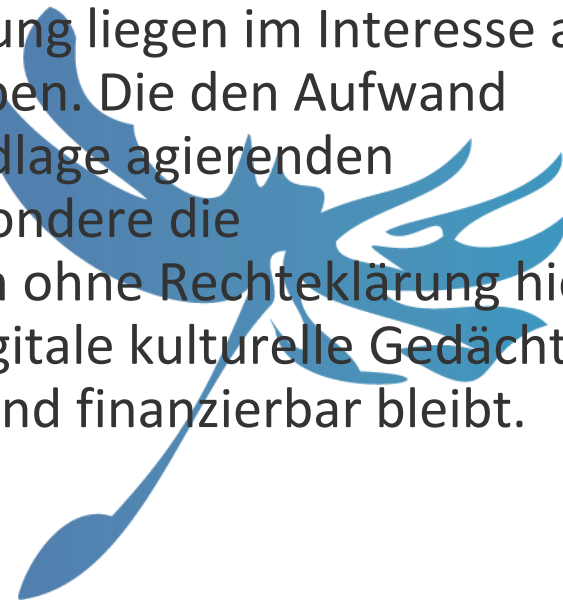 ung liegen im Interesse a
ben. Die den Aufwand
dlage agierenden
ondere die
n ohne Rechteklärung hie
gitale kulturelle Gedächt
nd finanzierbar bleibt.